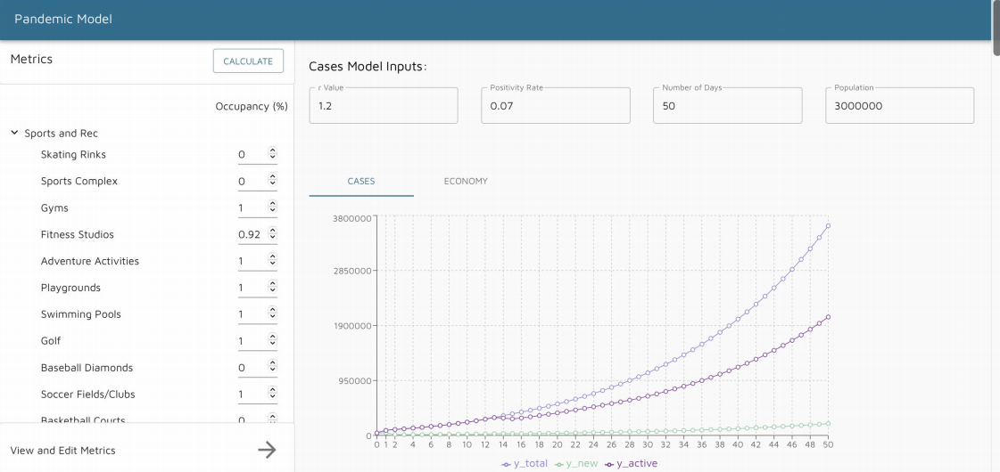 Pandemic Model
Metrics
CALCULATE
Occupancy (%)
Sports and Rec
Skating Rinks 0
Sports Complex 0
Gyms 1
Fitness Studios 0.92
Adventure Activities 1
Playgrounds 1
Swimming Pools 1
Golf 1
Baseball Diamonds 0
Soccer Fields/Clubs 1
Basketball Courts 0
View and Edit Metrics
Cases Model Inputs:
r Value
1.2
Positivity Rate
0.07
Number of Days
50
Population
3000000
CASES
ECONOMY
3800000
2850000
1900000
950000
0
0 1 2 4 6 8 10 12 14 16 18 20 22 24 26 28 30 32 34 36 38 40 42 44 46 48 50
y_total y_new y_active